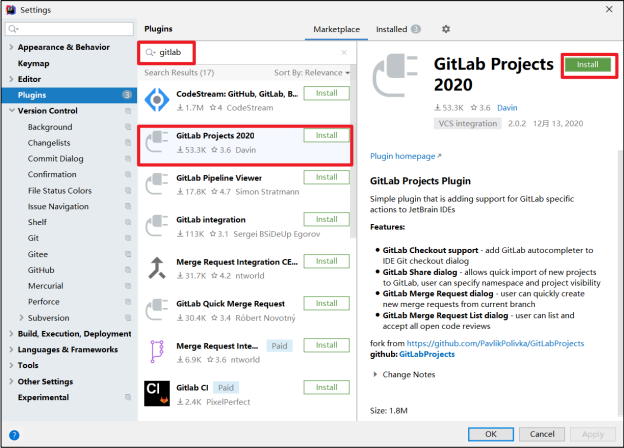 Settings
Plugins
Marketplace
Installed 3
gitlab
Appearance & Behavior
Keymap
Editor
Plugins 3
Version Control
Background
Changelists
Commit Dialog
Confirmation
File Status Colors
Issue Navigation
Shelf
Git
Gitee
GitHub
Mercurial
Perforce
Subversion
Build, Execution, Deployment
Languages & Frameworks
Tools
Other Settings
Experimental
Search Results (17)
Sort By: Relevance
CodeStream: GitHub, GitLab, B...
Install
1.7M 4 CodeStream
GitLab Projects 2020
Install
53.3K 3.6 Davin
GitLab Pipeline Viewer
Install
17.8K 4.7 Simon Stratmann
GitLab integration
Install
113K 3.1 Sergei BSiDeUp Egorov
Merge Request Integration CE...
Install
31.7K 4.2 ntworld
GitLab Quick Merge Request
Install
30.4K 3.4 Róbert Novotný
Merge Request Inte... Paid
Install
6.9K 3.6 ntworld
CI
Gitlab CI Paid
Install
2.4K PixelPerfect
GitLab Projects
2020
Install
53.3K 3.6 Davin
VCS integration 2.0.2 12月 13, 2020
Plugin homepage
GitLab Projects Plugin
Simple plugin that is adding support for GitLab specific
actions to JetBrain IDEs
Features:
GitLab Checkout support - add GitLab autocompleter to
IDE Git checkout dialog
GitLab Share dialog - allows quick import of new projects
to GitLab, user can specify namespace and project visibility
GitLab Merge Request dialog - user can quickly create
new merge requests from current branch
GitLab Merge Request List dialog - user can list and
accept all open code reviews
fork from https://github.com/PavlikPolivka/GitLabProjects
github: GitLabProjects
Change Notes
Size: 1.8M
?
OK
Cancel
Apply